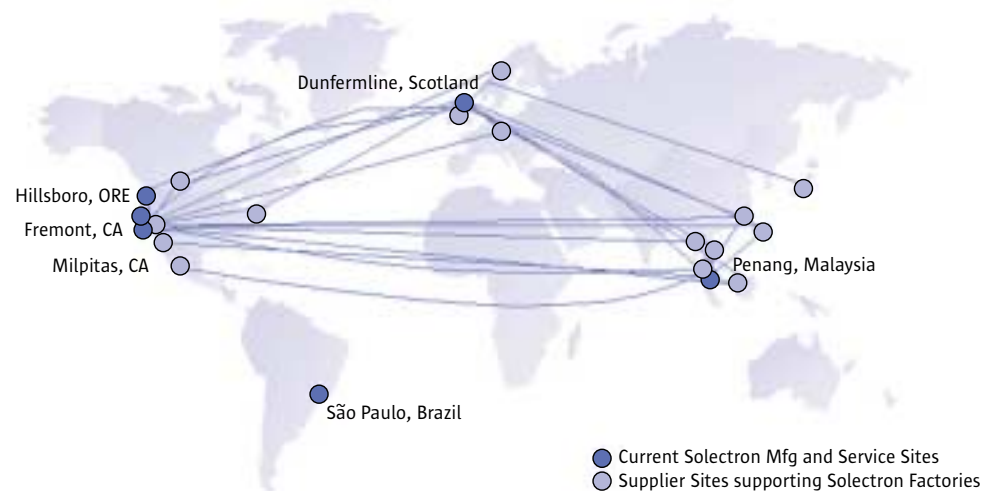 Dunfermline, Scotland
Hillsboro, ORE
Fremont, CA
Milpitas, CA
Penang, Malaysia
São Paulo, Brazil
Current Solectron Mfg and Service Sites
Supplier Sites supporting Solectron Factories